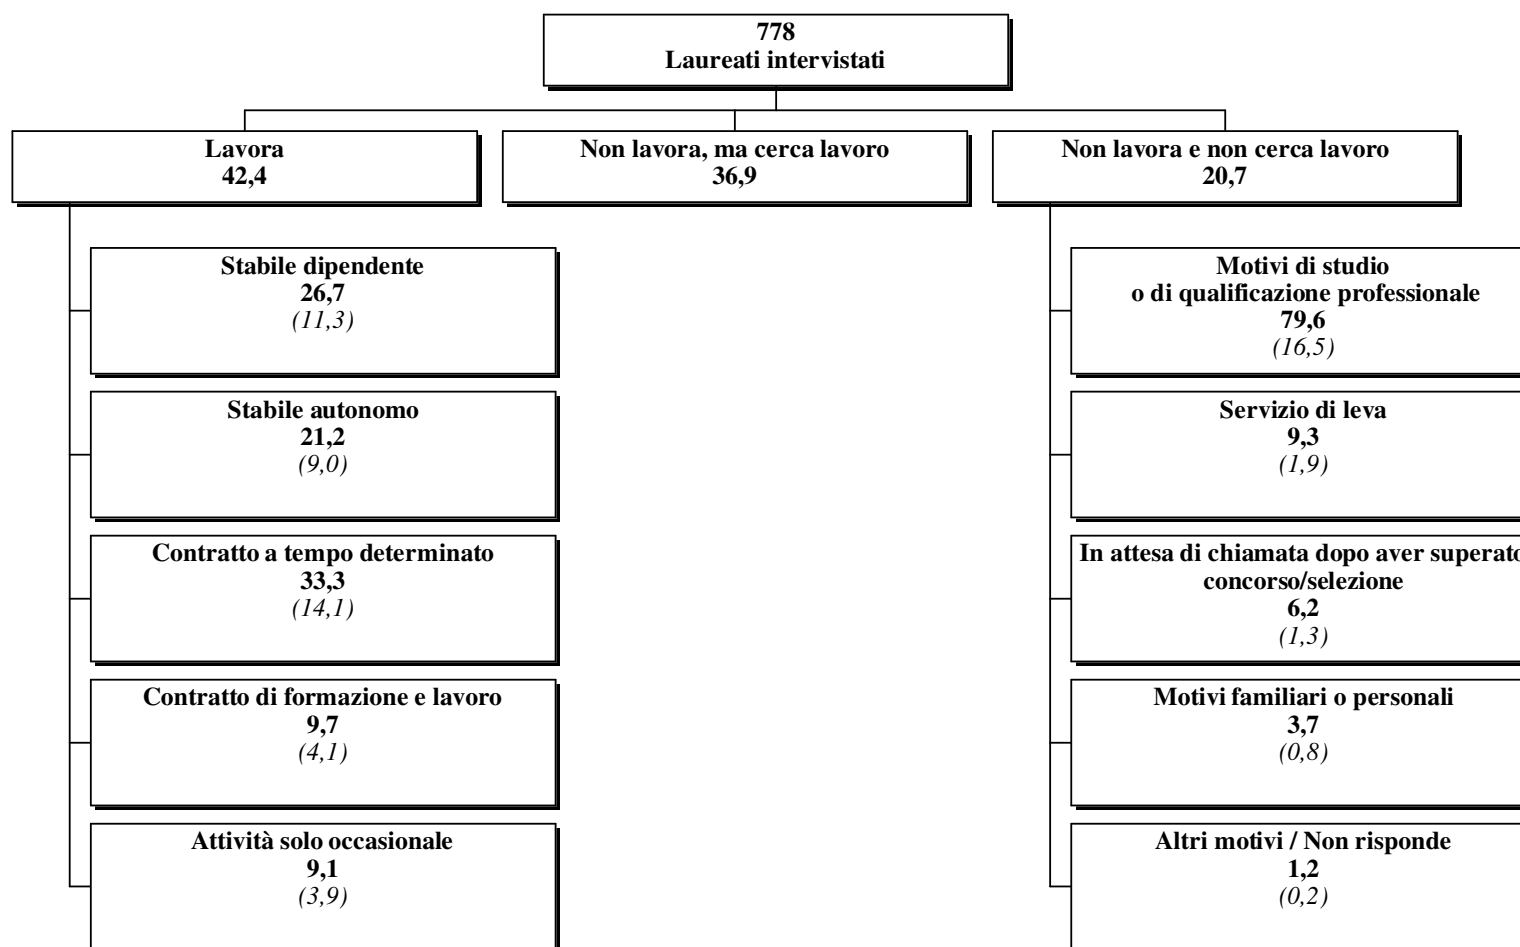 778
Laureati intervistati
Lavora
42,4
Non lavora, ma cerca lavoro
36,9
Non lavora e non cerca lavoro
20,7
Stabile dipendente
26,7
(11,3)
Stabile autonomo
21,2
(9,0)
Contratto a tempo determinato
33,3
(14,1)
Contratto di formazione e lavoro
9,7
(4,1)
Attività solo occasionale
9,1
(3,9)
Motivi di studio
o di qualificazione professionale
79,6
(16,5)
Servizio di leva
9,3
(1,9)
In attesa di chiamata dopo aver superato
concorso/selezione
6,2
(1,3)
Motivi familiari o personali
3,7
(0,8)
Altri motivi / Non risponde
1,2
(0,2)